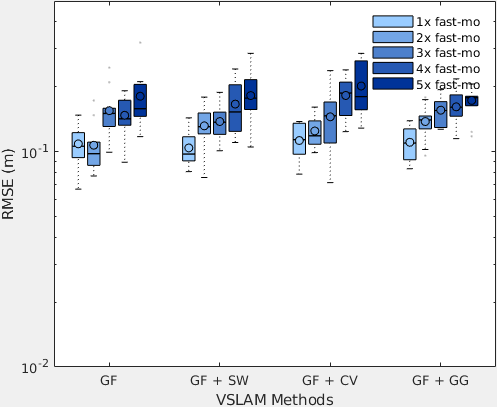 1x fast-mo
2x fast-mo
3x fast-mo
4x fast-mo
5x fast-mo
RMSE (m)
10-1
10-2
GF
GF + SW
GF + CV
GF + GG
VSLAM Methods